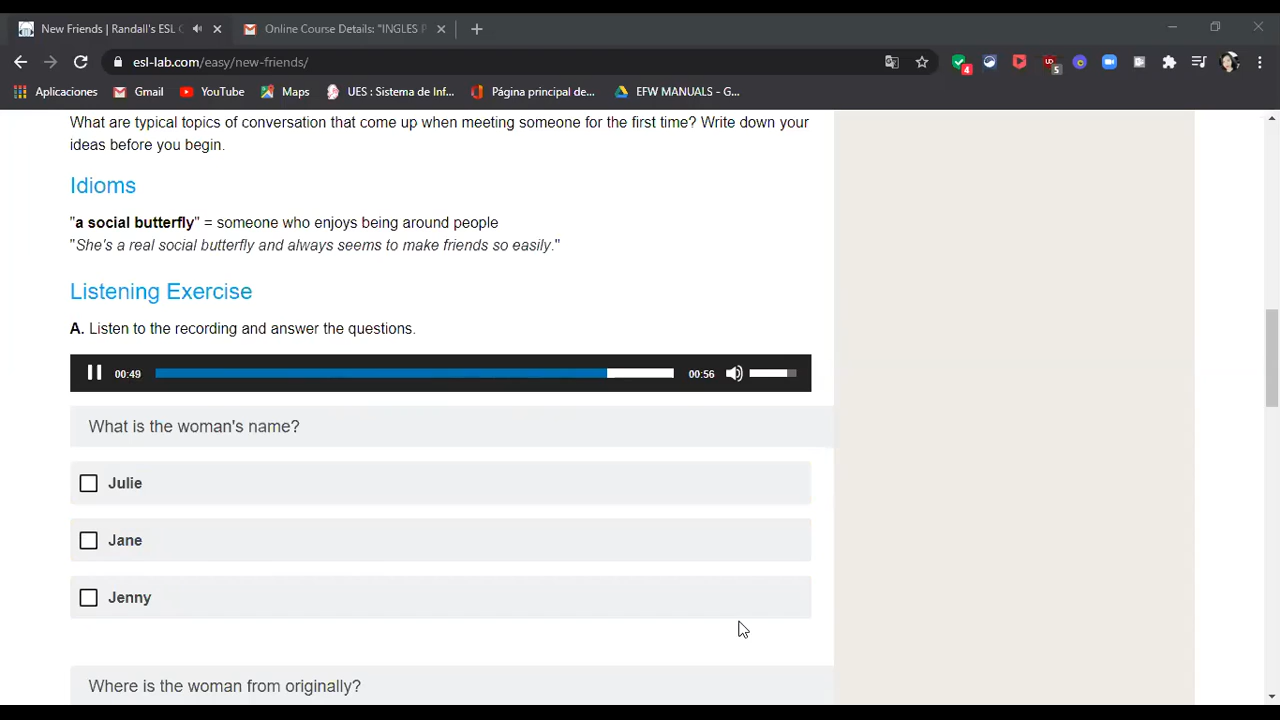 New Friends | Randall's ESL C
Online Course Details: "INGLES P
esl-lab.com/easy/new-friends/
4
5
Aplicaciones
Gmail
YouTube
Maps
UES : Sistema de Inf...
Página principal de...
EFW MANUALS - G...
What are typical topics of conversation that come up when meeting someone for the first time? Write down your
ideas before you begin.
Idioms
"a social butterfly" = someone who enjoys being around people
"She's a real social butterfly and always seems to make friends so easily."
Listening Exercise
A. Listen to the recording and answer the questions.
00:49
00:56
What is the woman's name?
Julie
Jane
Jenny
Where is the woman from originally?